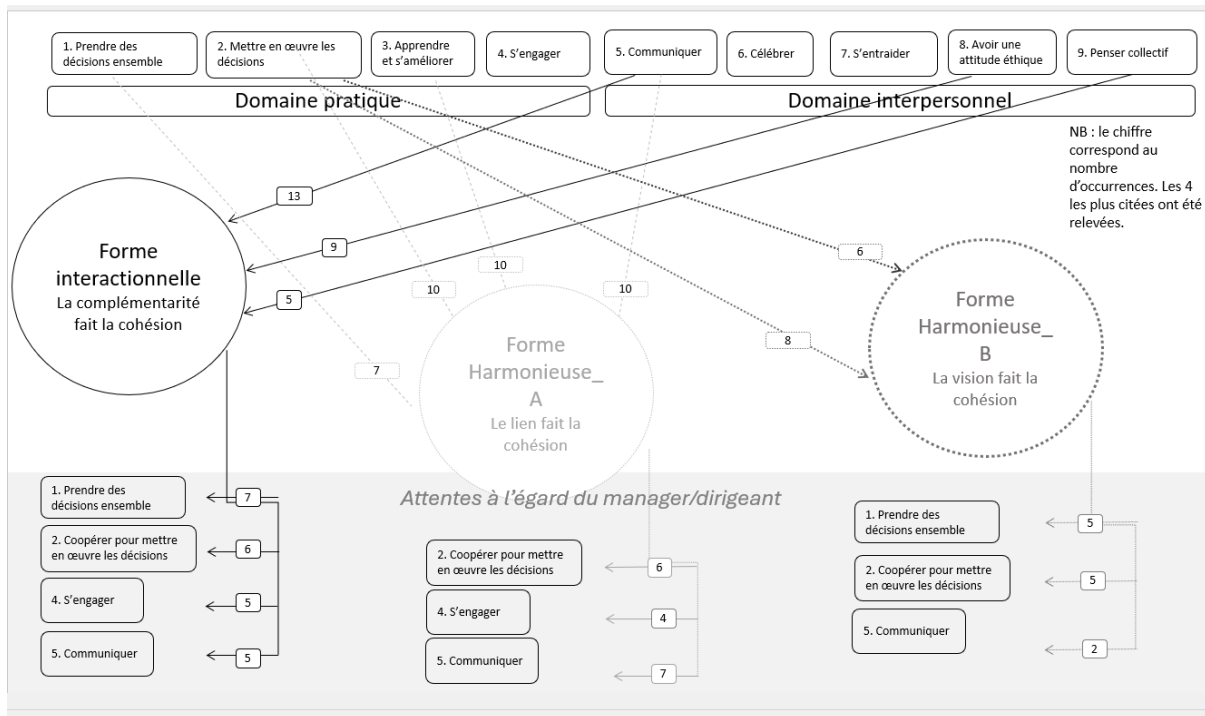 1. Prendre des
décisions ensemble
2. Mettre en œuvre les
décisions
3. Apprendre
et s'améliorer
4. S'engager
5. Communiquer
6. Célébrer
7. S'entraider
8. Avoir une
attitude éthique
9. Penser collectif
Domaine pratique
Domaine interpersonnel
NB : le chiffre
correspond au
nombre
d'occurrences. Les 4
les plus citées ont été
relevées.
13
9
5
10
10
10
7
6
8
Forme
interactionnelle
La complémentarité
fait la cohésion
Forme
Harmonieuse_
A
Le lien fait la
cohésion
Forme
Harmonieuse_
B
La vision fait la
cohésion
Attentes à l'égard du manager/dirigeant
1. Prendre des
décisions ensemble
7
2. Coopérer pour mettre
en œuvre les décisions
6
4. S'engager
5
5. Communiquer
5
2. Coopérer pour mettre
en œuvre les décisions
6
4. S'engager
4
5. Communiquer
7
1. Prendre des
décisions ensemble
5
2. Coopérer pour mettre
en œuvre les décisions
5
5. Communiquer
2